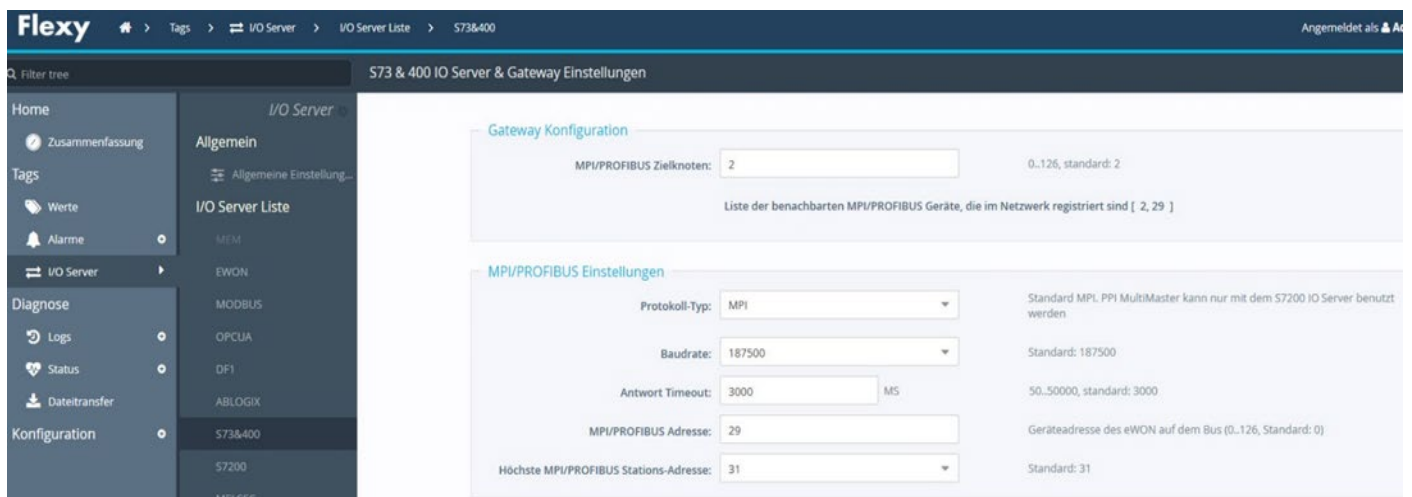 Flexy
Tags
I/O Server
I/O Server Liste
S73&400
Angemeldet als
Filter tree
S73 & 400 IO Server & Gateway Einstellungen
Home
Zusammenfassung
Tags
Werte
Alarme
I/O Server
Diagnose
Logs
Status
Dateitransfer
Konfiguration
I/O Server
Allgemein
Allgemeine Einstellung...
I/O Server Liste
MEM
EWON
MODBUS
OPCUA
DF1
ABLOGIX
S73&400
S7200
Gateway Konfiguration
MPI/PROFIBUS Zielknoten: 2 0..126, standard: 2
Liste der benachbarten MPI/PROFIBUS Geräte, die im Netzwerk registriert sind [ 2, 29 ]
MPI/PROFIBUS Einstellungen
Protokoll-Typ: MPI Standard MPI. PPI MultiMaster kann nur mit dem S7200 IO Server benutzt
werden
Baudrate: 187500 Standard: 187500
Antwort Timeout: 3000 MS 50..50000, standard: 3000
MPI/PROFIBUS Adresse: 29 Geräteadresse des eWON auf dem Bus (0..126, Standard: 0)
Höchste MPI/PROFIBUS Stations-Adresse: 31 Standard: 31